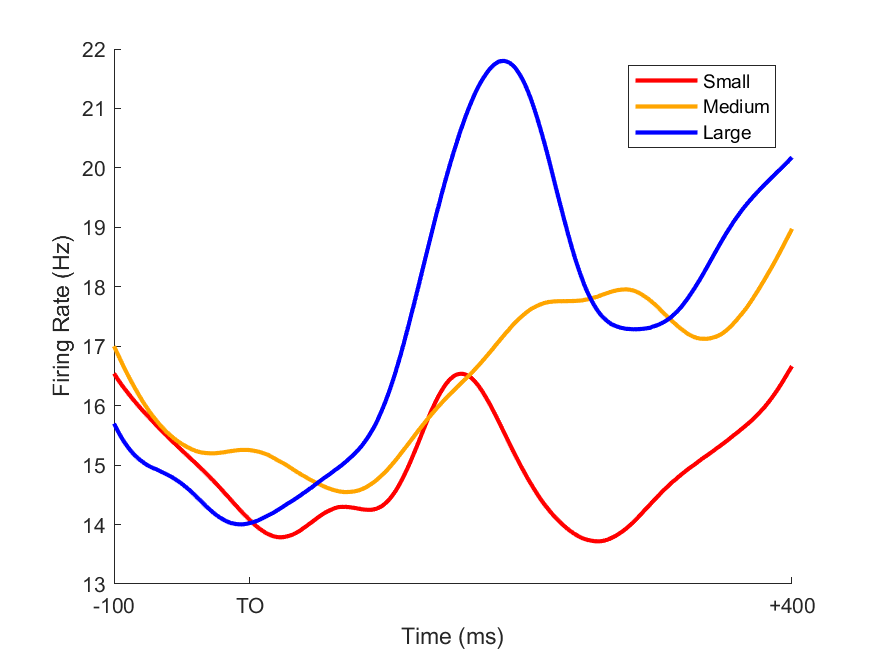 22
21
20
19
18
17
16
15
14
13
Firing Rate (Hz)
Small
Medium
Large
-100
TO
+400
Time (ms)